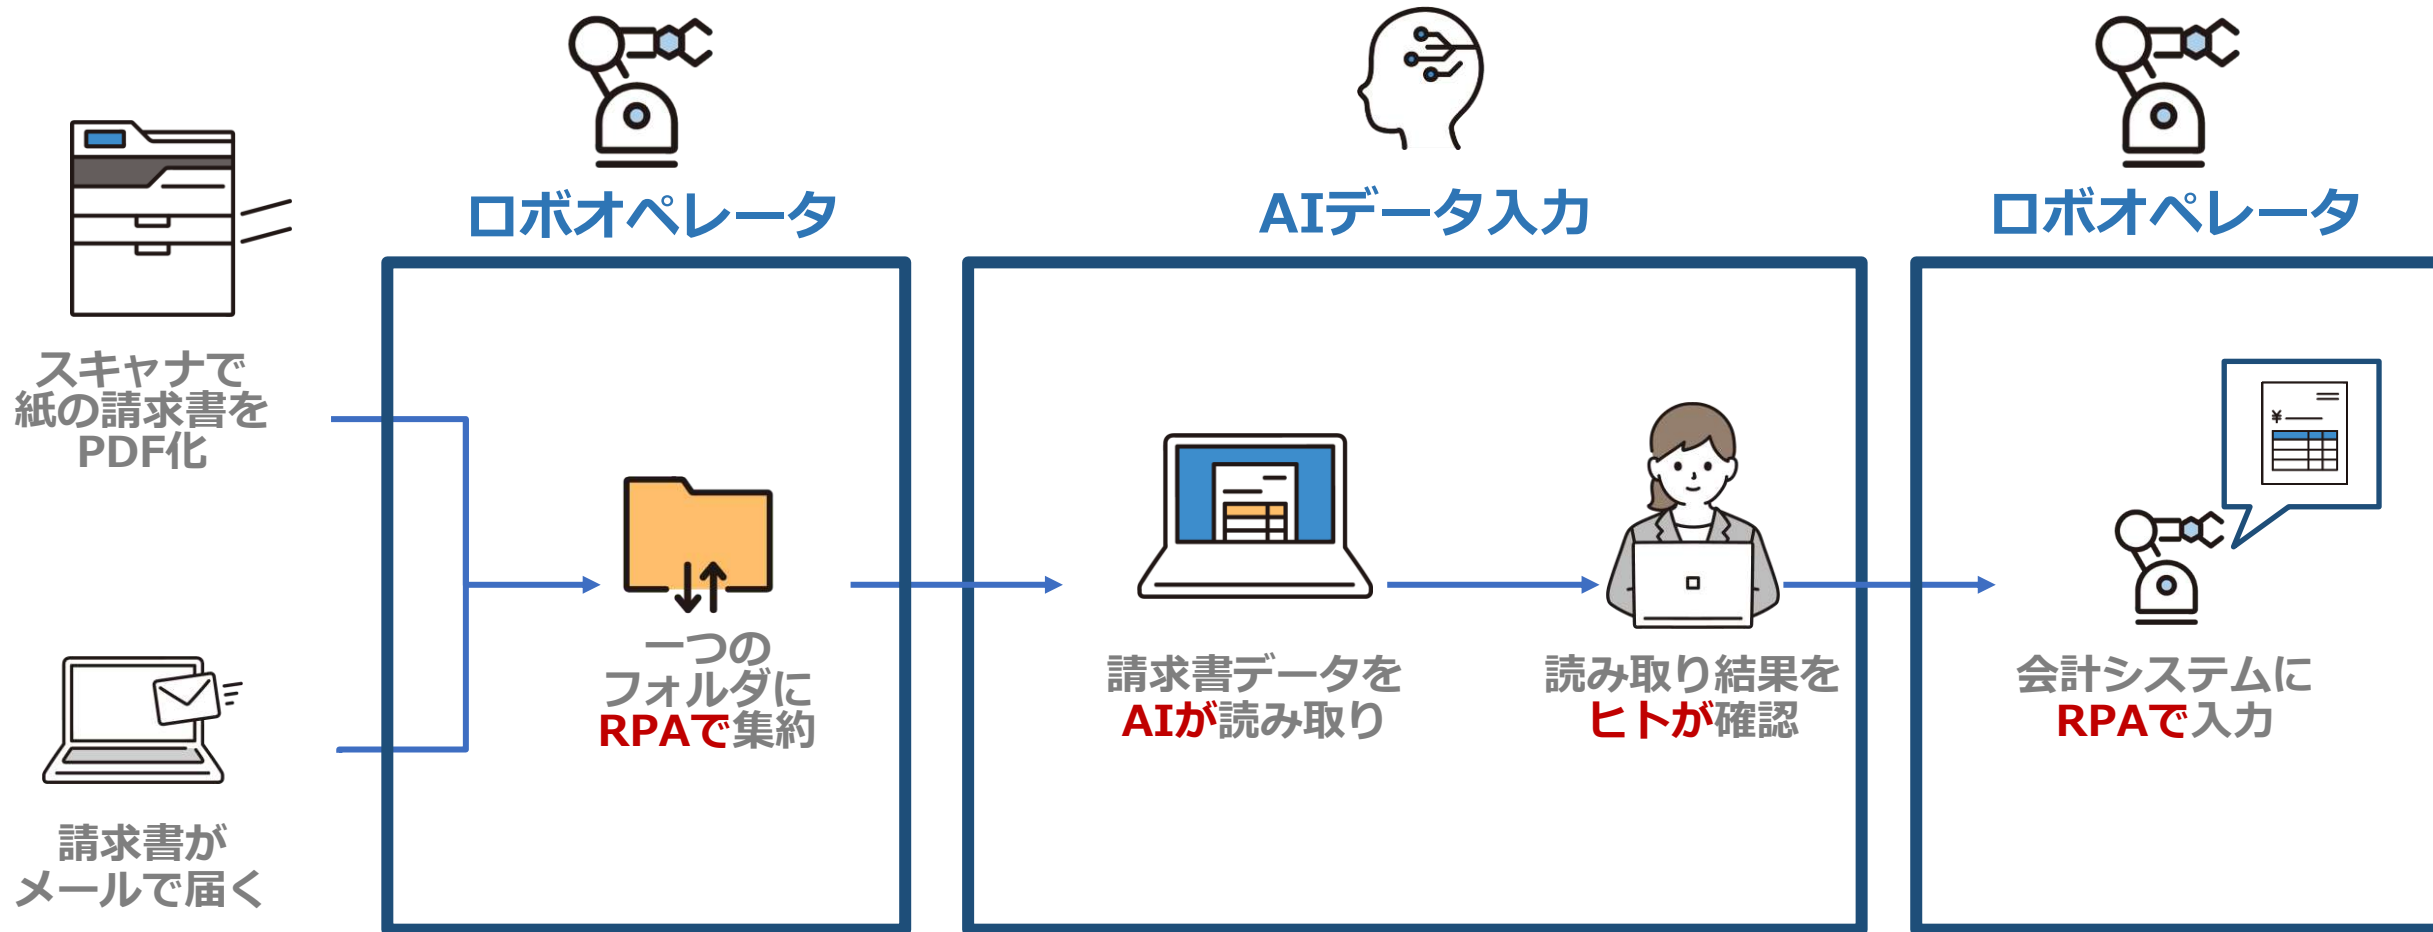 スキャナで
紙の請求書を
PDF化
請求書が
メールで届く
ロボオペレータ
一つの
フォルダに
RPAで集約
AIデータ入力
請求書データを
AIが読み取り
読み取り結果を
ヒトが確認
ロボオペレータ
¥
会計システムに
RPAで入力